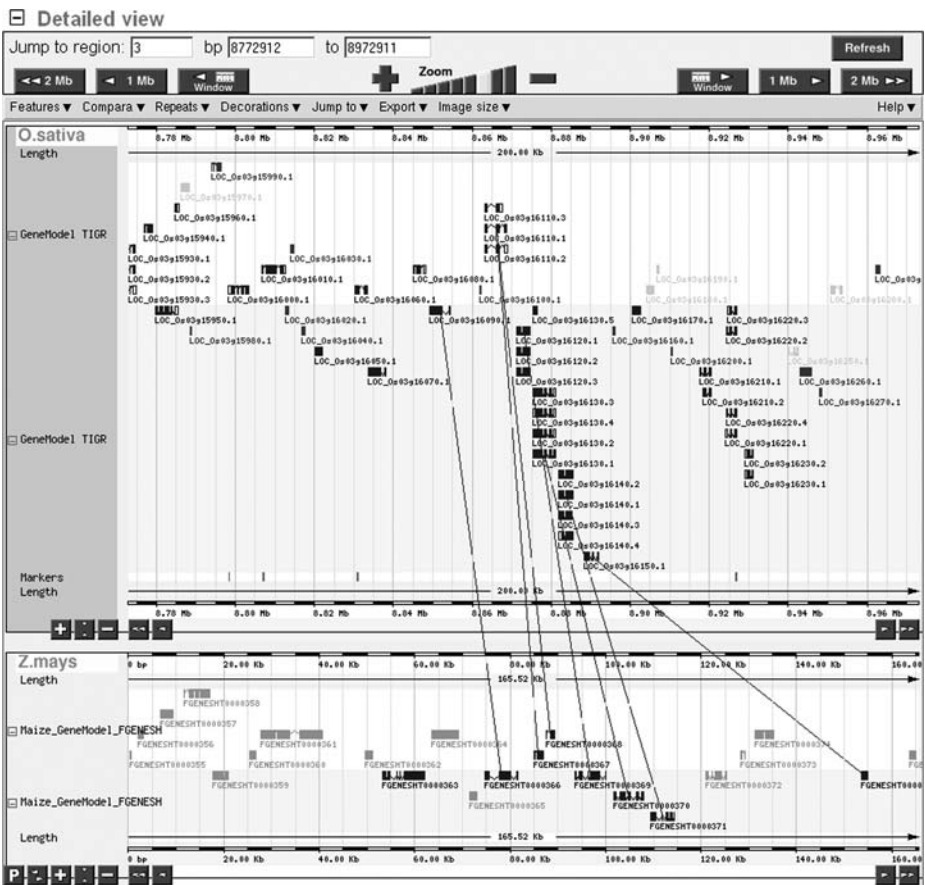 Detailed view
Jump to region: 3 bp 8772912 to 8972911 Refresh
2 Mb 1 Mb Window Zoom Window 1 Mb 2 Mb
Features Compara Repeats Decorations Jump to Export Image size Help
O.sativa 8.78 Mb 8.80 Mb 8.82 Mb 8.84 Mb 8.86 Mb 8.88 Mb 8.90 Mb 8.92 Mb 8.94 Mb 8.96 Mb
Length 200.00 Kb
LOC_Os03g15990.1
LOC_Os03g15970.1
LOC_Os03g15960.1 LOC_Os03g16110.3
GeneModel TIGR LOC_Os03g15940.1 LOC_Os03g16110.1
LOC_Os03g15930.1 LOC_Os03g16030.1 LOC_Os03g16110.2
LOC_Os03g15930.2 LOC_Os03g16010.1 LOC_Os03g16080.1 LOC_Os03g16190.1 LOC_Os03g
LOC_Os03g15930.3 LOC_Os03g16000.1 LOC_Os03g16060.1 LOC_Os03g16100.1
LOC_Os03g15950.1 LOC_Os03g16020.1 LOC_Os03g16090.1 LOC_Os03g16130.5 LOC_Os03g16170.1 LOC_Os03g16220.3
LOC_Os03g15980.1 LOC_Os03g16040.1 LOC_Os03g16120.1 LOC_Os03g16160.1 LOC_Os03g16220.2
LOC_Os03g16050.1 LOC_Os03g16120.2 LOC_Os03g16200.1 LOC_Os03g16250.1
LOC_Os03g16070.1 LOC_Os03g16120.3 LOC_Os03g16210.1 LOC_Os03g16260.1
LOC_Os03g16130.3 LOC_Os03g16210.2 LOC_Os03g16270.1
LOC_Os03g16130.4 LOC_Os03g16220.4
GeneModel TIGR LOC_Os03g16130.2 LOC_Os03g16220.1
LOC_Os03g16130.1 LOC_Os03g16230.2
LOC_Os03g16140.2 LOC_Os03g16230.1
LOC_Os03g16140.1
LOC_Os03g16140.3
LOC_Os03g16140.4
LOC_Os03g16150.1
Markers
Length 200.00 Kb
8.78 Mb 8.80 Mb 8.82 Mb 8.84 Mb 8.86 Mb 8.88 Mb 8.90 Mb 8.92 Mb 8.94 Mb 8.96 Mb
Z.mays 0 bp 20.00 Kb 40.00 Kb 60.00 Kb 80.00 Kb 100.00 Kb 120.00 Kb 140.00 Kb 160.00
Length 165.52 Kb
FGENESHT0000358
FGENESHT0000357
Maize_GeneModel_FGENESH FGENESHT0000356 FGENESHT0000361 FGENESHT0000364 FGENESHT0000368 FGENESHT0000374
FGENESHT0000355 FGENESHT0000360 FGENESHT0000362 FGENESHT0000367 FGENESHT0000373 FGE
FGENESHT0000359 FGENESHT0000363 FGENESHT0000366 FGENESHT0000369 FGENESHT0000372 FGENESHT0000
Maize_GeneModel_FGENESH FGENESHT0000365 FGENESHT0000370
FGENESHT0000371
Length 165.52 Kb
0 bp 20.00 Kb 40.00 Kb 60.00 Kb 80.00 Kb 100.00 Kb 120.00 Kb 140.00 Kb 160.00
P